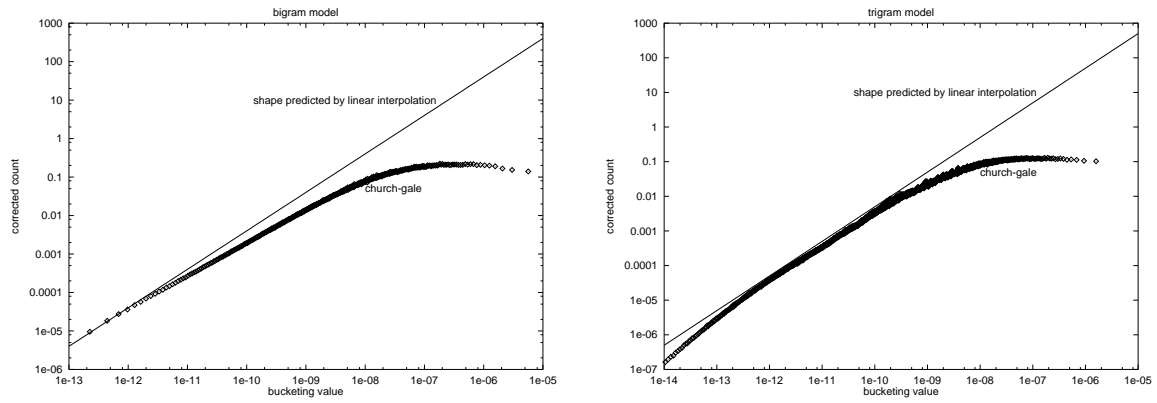 bigram model
1000
100
10
1
0.1
0.01
0.001
0.0001
1e-05
1e-06
corrected count
shape predicted by linear interpolation
church-gale
1e-13
1e-12
1e-11
1e-10
1e-09
1e-08
1e-07
1e-06
1e-05
bucketing value
trigram model
1000
100
10
1
0.1
0.01
0.001
0.0001
1e-05
1e-06
1e-07
corrected count
shape predicted by linear interpolation
church-gale
1e-14
1e-13
1e-12
1e-11
1e-10
1e-09
1e-08
1e-07
1e-06
1e-05
bucketing value